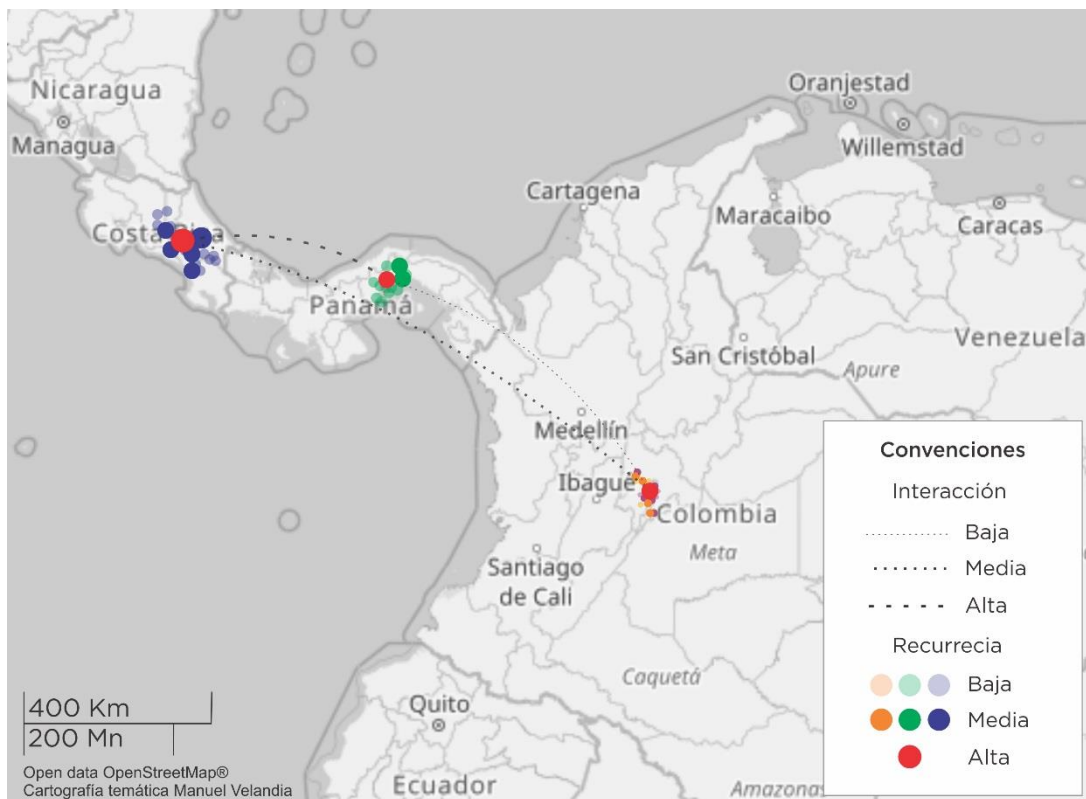 Nicaragua
Managua
Costa Rica
Panamá
Oranjestad
Willemstad
Cartagena
Maracaibo
Caracas
Venezuela
San Cristóbal
Apure
Medellín
Ibagué
Colombia
Meta
Santiago
de Cali
Caquetá
Quito
Ecuador
Amazonas
Convenciones
Interacción
Baja
Media
Alta
Recurrecia
Baja
Media
Alta
400 Km
200 Mn
Open data OpenStreetMap®
Cartografía temática Manuel Velandia